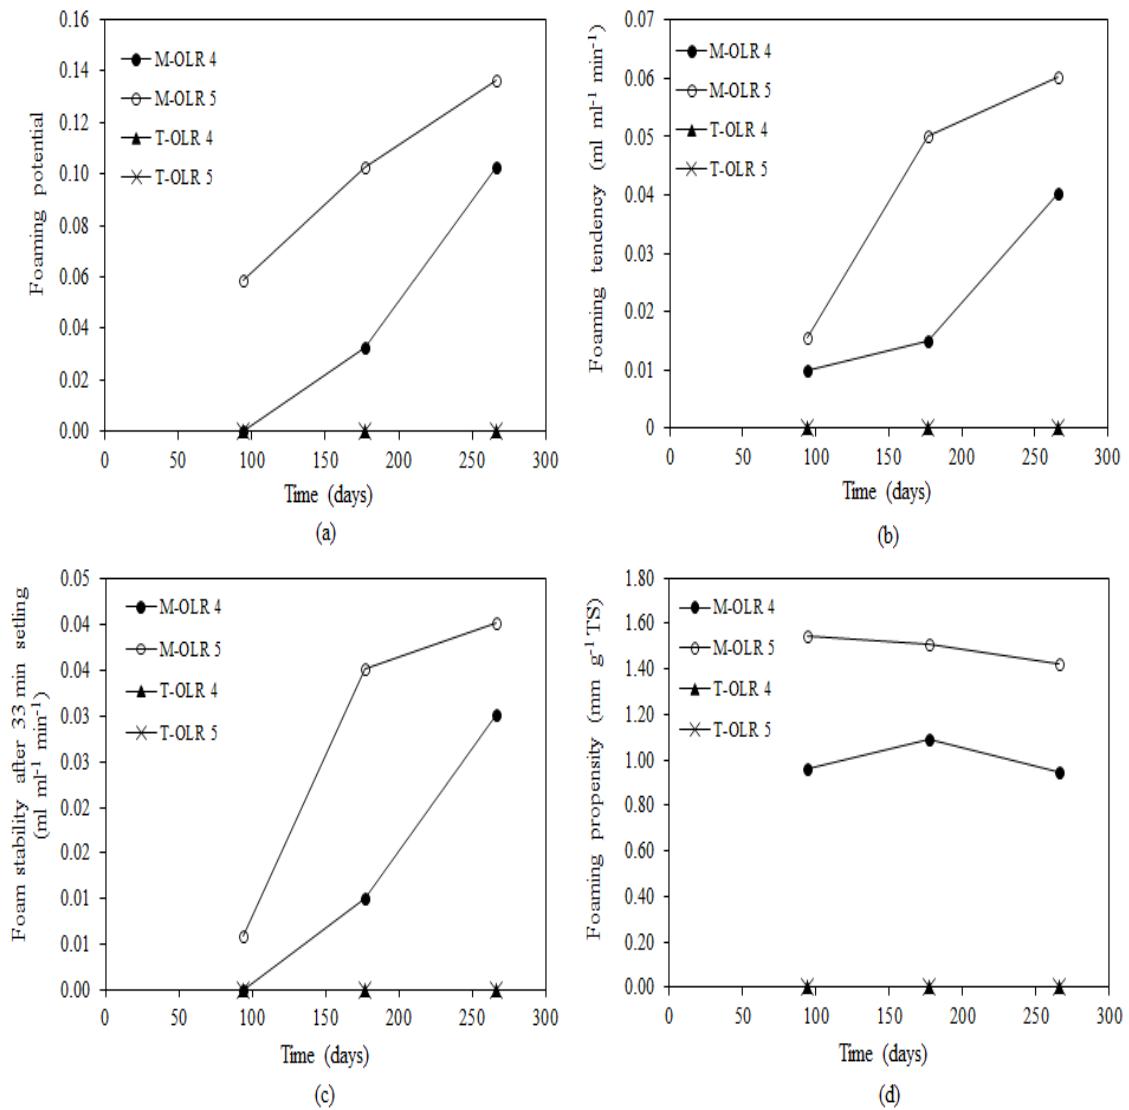 Foaming potential
0.16
0.14
0.12
0.10
0.08
0.06
0.04
0.02
0.00
M-OLR 4
M-OLR 5
T-OLR 4
T-OLR 5
0 50 100 150 200 250 300
Time (days)
(a)
Foaming tendency (ml ml⁻¹ min⁻¹)
0.07
0.06
0.05
0.04
0.03
0.02
0.01
0
M-OLR 4
M-OLR 5
T-OLR 4
T-OLR 5
0 50 100 150 200 250 300
Time (days)
(b)
Foam stability after 33 min setling
(ml ml⁻¹ min⁻¹)
0.05
0.04
0.04
0.03
0.03
0.02
0.02
0.01
0.01
0.00
M-OLR 4
M-OLR 5
T-OLR 4
T-OLR 5
0 50 100 150 200 250 300
Time (days)
(c)
Foaming propensity (mm g⁻¹ TS)
1.80
1.60
1.40
1.20
1.00
0.80
0.60
0.40
0.20
0.00
M-OLR 4
M-OLR 5
T-OLR 4
T-OLR 5
0 50 100 150 200 250 300
Time (days)
(d)